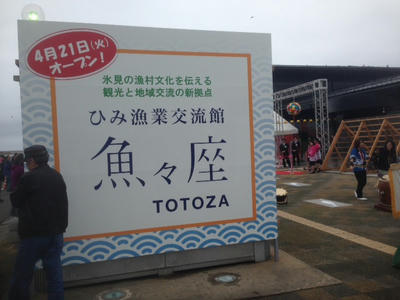 4月21日(火)
オープン!
氷見の漁村文化を伝える
観光と地域交流の新拠点
ひみ漁業交流館
魚々座
TOTOZA